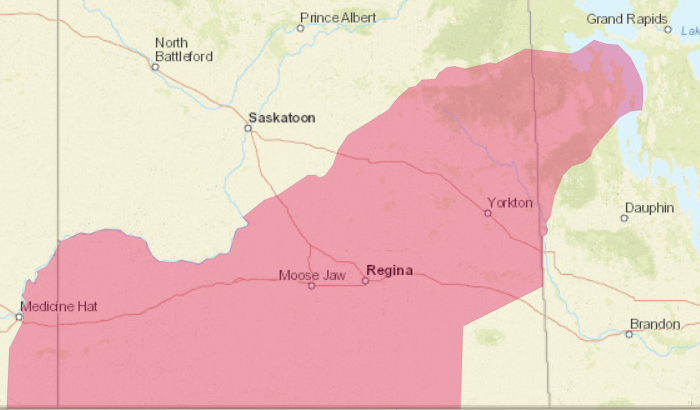 Prince Albert
Grand Rapids
Lak
North
Battleford
Saskatoon
Yorkton
Dauphin
Moose Jaw
Regina
Medicine Hat
Brandon